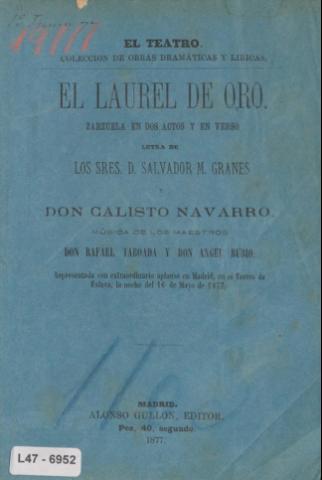 EL TEATRO.
COLECCION DE OBRAS DRAMÁTICAS Y LÍRICAS.
EL LAUREL DE ORO.
ZARZUELA EN DOS ACTOS Y EN VERSO
LETRA DE
LOS SRES. D. SALVADOR M. GRANES
Y
DON CALISTO NAVARRO.
MÚSICA DE LOS MAESTROS
DON RAFAEL TABOADA Y DON ANGEL RUBIO.
Representada con extraordinario aplauso en Madrid, en el Teatro de
Eslava, la noche del 16 de Mayo de 1877.
MADRID.
ALONSO GULLON, EDITOR,
Pez, 40, segundo
1877.
L47 - 6952